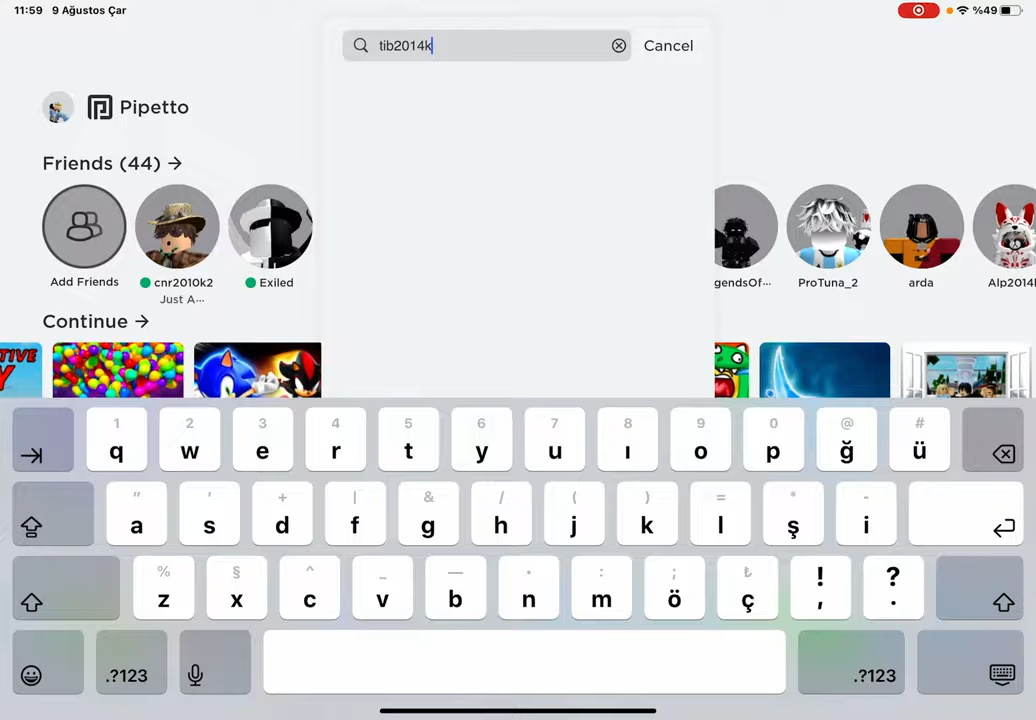 11:59 9 Ağustos Çar
%49
tib2014k
Cancel
Pipetto
Friends (44) →
Add Friends
cnr2010k2
Just A...
Exiled
gendsOf...
ProTuna_2
arda
Alp2014
Continue →
TIVE
Y
1 2 3 4 5 6 7 8 9 0 @ #
q w e r t y u ı o p ğ ü
" ' + | & / ( ) = * -
a s d f g h j k l ş i
% § ^ _ — · : ; ₺ ! ?
z x c v b n m ö ç , .
.?123
.?123